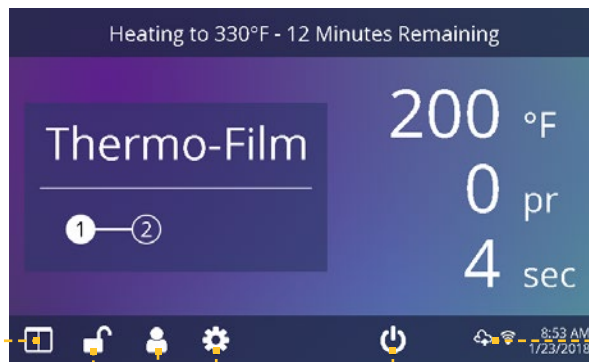 Heating to 330°F - 12 Minutes Remaining
Thermo-Film
1 2
200 °F
0 pr
4 sec
8:53 AM
1/23/2018